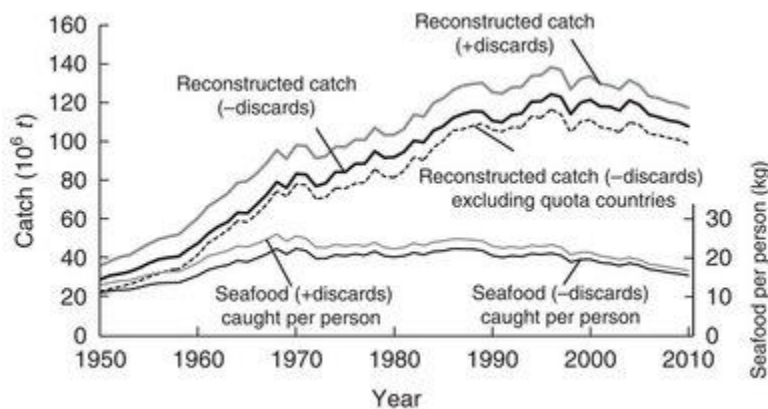 160
140
120
100
80
60
40
20
0
Catch (10⁶ t)
Reconstructed catch
(+discards)
Reconstructed catch
(−discards)
Reconstructed catch (−discards)
excluding quota countries
Seafood (+discards)
caught per person
Seafood (−discards)
caught per person
30
20
10
0
Seafood per person (kg)
1950 1960 1970 1980 1990 2000 2010
Year